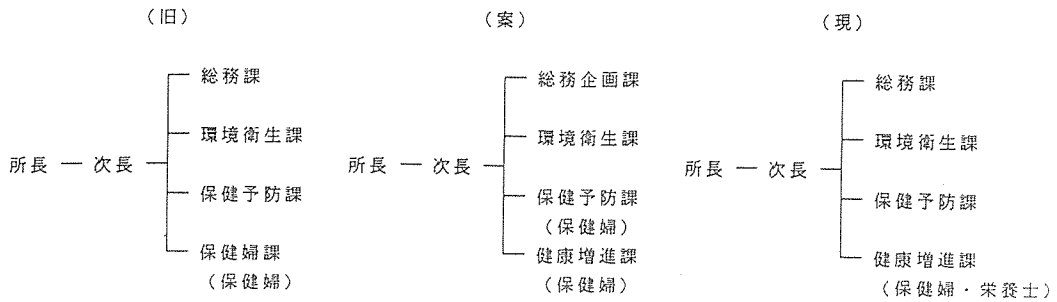 （旧）
総務課
環境衛生課
所長 — 次長
保健予防課
保健婦課
（保健婦）
（案）
総務企画課
環境衛生課
所長 — 次長
保健予防課
（保健婦）
健康増進課
（保健婦）
（現）
総務課
環境衛生課
所長 — 次長
保健予防課
健康増進課
（保健婦・栄養士）